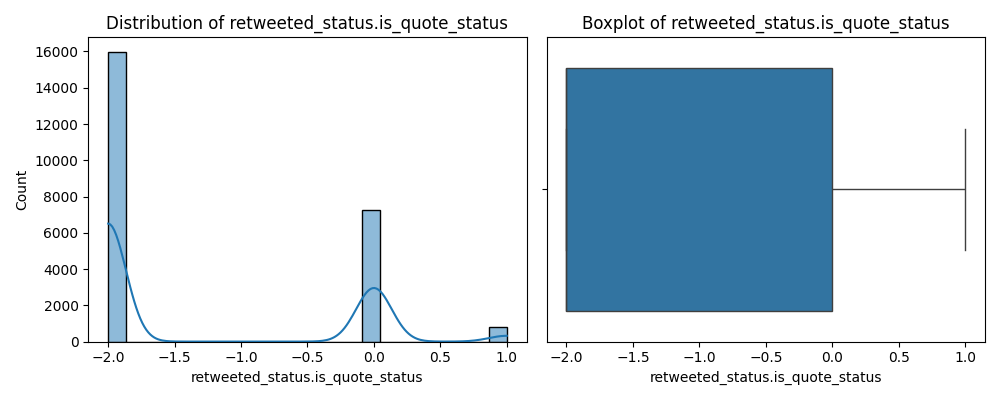 Distribution of retweeted_status.is_quote_status
Boxplot of retweeted_status.is_quote_status
16000
14000
12000
10000
8000
6000
4000
2000
0
Count
−2.0 −1.5 −1.0 −0.5 0.0 0.5 1.0
retweeted_status.is_quote_status
−2.0 −1.5 −1.0 −0.5 0.0 0.5 1.0
retweeted_status.is_quote_status